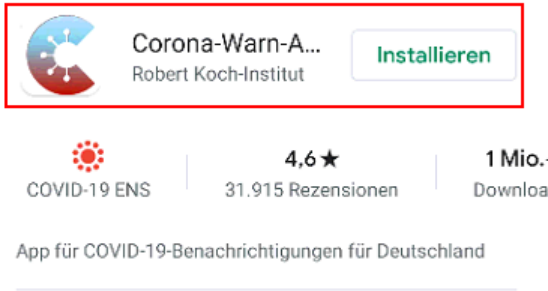 Corona-Warn-A...
Robert Koch-Institut
Installieren
4,6★
1 Mio.
COVID-19 ENS
31.915 Rezensionen
Downloa
App für COVID-19-Benachrichtigungen für Deutschland